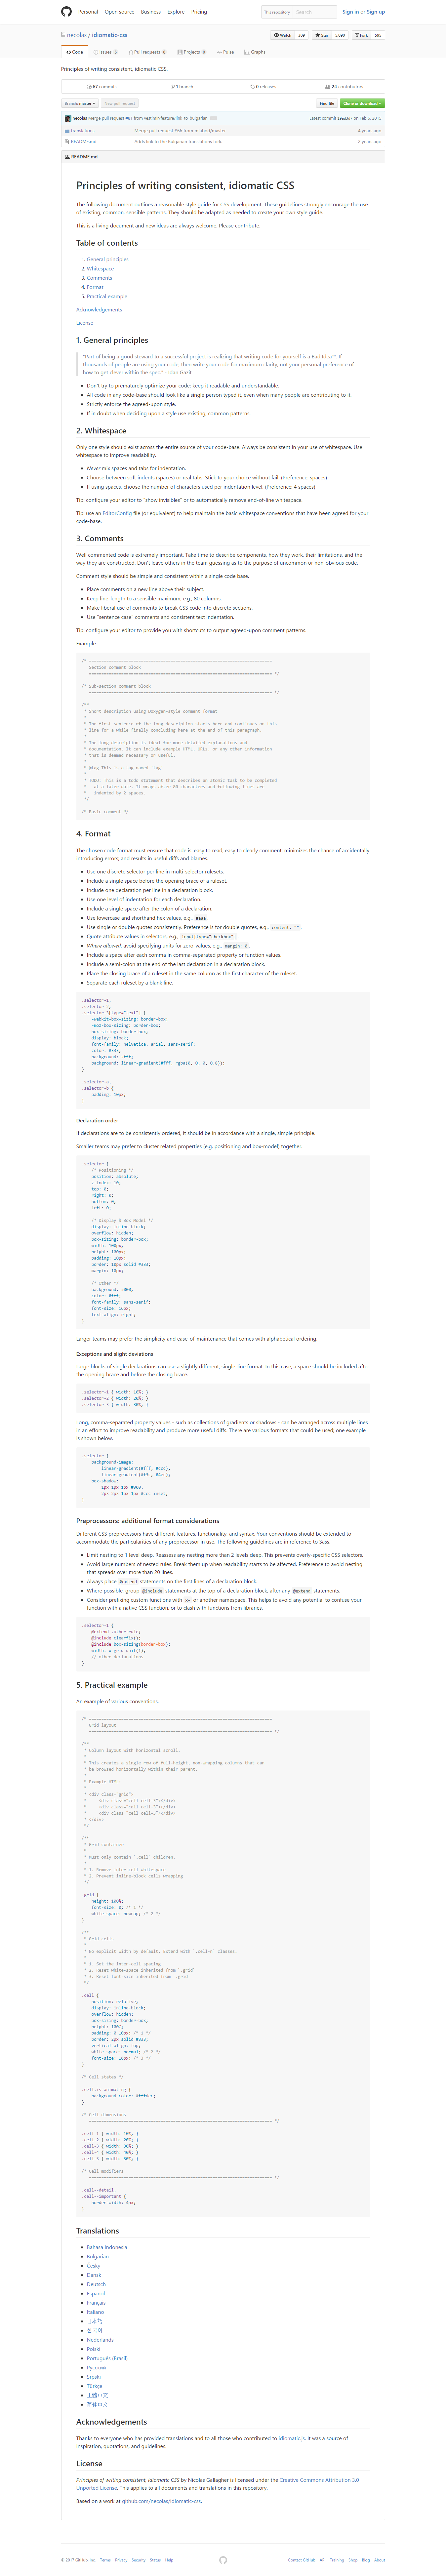 Personal Open source Business Explore Pricing
This repository Search
Sign in or Sign up
necolas / idiomatic-css
Watch
Star
Fork
Code Issues Pull requests Projects Pulse Graphs
Principles of writing consistent, idiomatic CSS.
67 commits 1 branch 0 releases 24 contributors
Branch: master New pull request Find file Clone or download
translations Merge pull request #66 from mlabod/master 4 years ago
README.md Adds link to the Bulgarian translations fork. 2 years ago
README.md
Principles of writing consistent, idiomatic CSS
The following document outlines a reasonable style guide for CSS development. These guidelines strongly encourage the use
of existing, common, sensible patterns. They should be adapted as needed to create your own style guide.
This is a living document and new ideas are always welcome. Please contribute.
Table of contents
1. General principles
2. Whitespace
3. Comments
4. Format
5. Practical example
Acknowledgements
License
1. General principles
"Part of being a good steward to a successful project is realizing that writing code for yourself is a Bad Idea™. If
thousands of people are using your code, then write your code for maximum clarity, not your personal preference of
how to get clever within the spec." - Idan Gazit
Don't try to prematurely optimize your code; keep it readable and understandable.
All code in any code-base should look like a single person typed it, even when many people are contributing to it.
Strictly enforce the agreed-upon style.
If in doubt when deciding upon a style use existing, common patterns.
2. Whitespace
Only one style should exist across the entire source of your code-base. Always be consistent in your use of whitespace. Use
whitespace to improve readability.
Never mix spaces and tabs for indentation.
Choose between soft indents (spaces) or real tabs. Stick to your choice without fail. (Preference: spaces)
If using spaces, choose the number of characters used per indentation level. (Preference: 4 spaces)
Tip: configure your editor to "show invisibles" or to automatically remove end-of-line whitespace.
Tip: use an EditorConfig file (or equivalent) to help maintain the basic whitespace conventions that have been agreed for your
code-base.
3. Comments
Well commented code is extremely important. Take time to describe components, how they work, their limitations, and the
way they are constructed. Don't leave others in the team guessing as to the purpose of uncommon or non-obvious code.
Comment style should be simple and consistent within a single code base.
Place comments on a new line above their subject.
Keep line-length to a sensible maximum, e.g., 80 columns.
Make liberal use of comments to break CSS code into discrete sections.
Use "sentence case" comments and consistent text indentation.
Tip: configure your editor to provide you with shortcuts to output agreed-upon comment patterns.
Example:
/* ==========================================================================
Section comment block
========================================================================== */
/* Sub-section comment block
========================================================================== */
/**
* Short description using Doxygen-style comment format
*
* The first sentence of the long description starts here and continues on this
* line for a while finally concluding here at the end of this paragraph.
*
* The long description is ideal for more detailed explanations and
* documentation. It can include example HTML, URLs, or any other information
* that is deemed necessary or useful.
*
* @tag This is a tag named 'tag'
*
* TODO: This is a todo statement that describes an atomic task to be completed
* at a later date. It wraps after 80 characters and following lines are
* indented by 2 spaces.
*/
/* Basic comment */
4. Format
The chosen code format must ensure that code is: easy to read; easy to clearly comment; minimizes the chance of accidentally
introducing errors; and results in useful diffs and blames.
Use one discrete selector per line in multi-selector rulesets.
Include a single space before the opening brace of a ruleset.
Include one declaration per line in a declaration block.
Use one level of indentation for each declaration.
Include a single space after the colon of a declaration.
Use lowercase and shorthand hex values, e.g., #aaa.
Use single or double quotes consistently. Preference is for double quotes, e.g., content: "".
Quote attribute values in selectors, e.g., input[type="checkbox"].
Where allowed, avoid specifying units for zero-values, e.g., margin: 0.
Include a space after each comma in comma-separated property or function values.
Include a semi-colon at the end of the last declaration in a declaration block.
Place the closing brace of a ruleset in the same column as the first character of the ruleset.
Separate each ruleset by a blank line.
.selector-1,
.selector-2,
.selector-3[type="text"] {
-webkit-box-sizing: border-box;
-moz-box-sizing: border-box;
box-sizing: border-box;
display: block;
font-family: helvetica, arial, sans-serif;
color: #333;
background: #fff;
background: linear-gradient(#fff, rgba(0, 0, 0, 0.8));
}
.selector-a,
.selector-b {
padding: 10px;
}
Declaration order
If declarations are to be consistently ordered, it should be in accordance with a single, simple principle.
Smaller teams may prefer to cluster related properties (e.g. positioning and box-model) together.
.selector {
/* Positioning */
position: absolute;
z-index: 10;
top: 0;
right: 0;
bottom: 0;
left: 0;
/* Display & Box Model */
display: inline-block;
overflow: hidden;
box-sizing: border-box;
width: 100px;
height: 100px;
padding: 10px;
border: 10px solid #333;
margin: 10px;
/* Other */
background: #000;
color: #fff;
font-family: sans-serif;
font-size: 16px;
text-align: right;
}
Larger teams may prefer the simplicity and ease-of-maintenance that comes with alphabetical ordering.
Exceptions and slight deviations
Large blocks of single declarations can use a slightly different, single-line format. In this case, a space should be included after
the opening brace and before the closing brace.
.selector-1 { width: 10%; }
.selector-2 { width: 20%; }
.selector-3 { width: 30%; }
Long, comma-separated property values - such as collections of gradients or shadows - can be arranged across multiple lines
in an effort to improve readability and produce more useful diffs. There are various formats that could be used; one example
is shown below.
.selector {
background-image:
linear-gradient(#fff, #ccc),
linear-gradient(#f3c, #4ec);
box-shadow:
1px 1px 1px #000,
2px 2px 1px 1px #ccc inset;
}
Preprocessors: additional format considerations
Different CSS preprocessors have different features, functionality, and syntax. Your conventions should be extended to
accommodate the particularities of any preprocessor in use. The following guidelines are in reference to Sass.
Limit nesting to 1 level deep. Reassess any nesting more than 2 levels deep. This prevents overly-specific CSS selectors.
Avoid large numbers of nested rules. Break them up when readability starts to be affected. Preference to avoid nesting
that spreads over more than 20 lines.
Always place @extend statements on the first lines of a declaration block.
Where possible, group @include statements at the top of a declaration block, after any @extend statements.
Consider prefixing custom functions with x- or another namespace. This helps to avoid any potential to confuse your
function with a native CSS function, or to clash with functions from libraries.
.selector-1 {
@extend .other-rule;
@include clearfix();
@include box-sizing(border-box);
width: x-grid-unit(1);
// other declarations
}
5. Practical example
An example of various conventions.
/* ==========================================================================
Grid layout
========================================================================== */
/**
* Column layout with horizontal scroll.
*
* This creates a single row of full-height, non-wrapping columns that can
* be browsed horizontally within their parent.
*
* Example HTML:
*
* <div class="grid">
* <div class="cell cell-3"></div>
* <div class="cell cell-3"></div>
* <div class="cell cell-3"></div>
* </div>
*/
/**
* Grid container
*
* Must only contain `.cell` children.
*
* 1. Remove inter-cell whitespace
* 2. Prevent inline-block cells wrapping
*/
.grid {
height: 100%;
font-size: 0; /* 1 */
white-space: nowrap; /* 2 */
}
/**
* Grid cells
*
* No explicit width by default. Extend with `.cell-n` classes.
*
* 1. Set the inter-cell spacing
* 2. Reset white-space inherited from `.grid`
* 3. Reset font-size inherited from `.grid`
*/
.cell {
position: relative;
display: inline-block;
overflow: hidden;
box-sizing: border-box;
height: 100%;
padding: 0 10px; /* 1 */
border: 2px solid #333;
vertical-align: top;
white-space: normal; /* 2 */
font-size: 16px; /* 3 */
}
/* Cell states */
.cell.is-animating {
background-color: #fffdec;
}
/* Cell dimensions
========================================================================== */
.cell-1 { width: 10%; }
.cell-2 { width: 20%; }
.cell-3 { width: 30%; }
.cell-4 { width: 40%; }
.cell-5 { width: 50%; }
/* Cell modifiers
========================================================================== */
.cell--detail,
.cell--important {
border-width: 4px;
}
Translations
Bahasa Indonesia
Bulgarian
Česky
Dansk
Deutsch
Español
Français
Italiano
日本語
한국어
Nederlands
Polski
Português (Brasil)
Русский
Srpski
Türkçe
正體中文
简体中文
Acknowledgements
Thanks to everyone who has provided translations and to all those who contributed to idiomatic.js. It was a source of
inspiration, quotations, and guidelines.
License
Principles of writing consistent, idiomatic CSS by Nicolas Gallagher is licensed under the Creative Commons Attribution 3.0
Unported License. This applies to all documents and translations in this repository.
Based on a work at github.com/necolas/idiomatic-css.
© 2017 GitHub, Inc. Terms Privacy Security Status Help
Contact GitHub API Training Shop Blog About